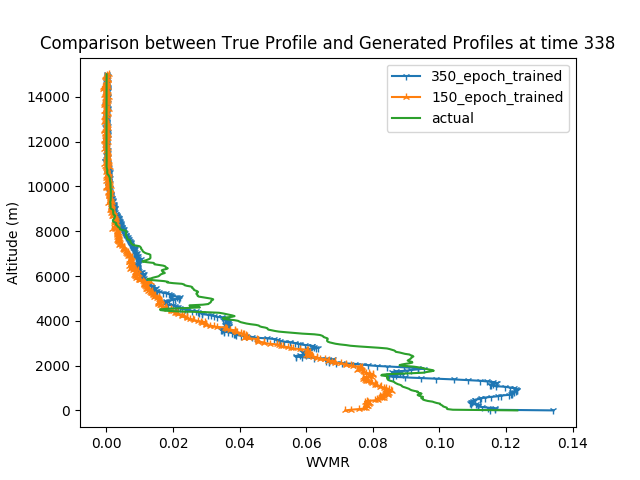 Comparison between True Profile and Generated Profiles at time 338
350_epoch_trained
150_epoch_trained
actual
Altitude (m)
14000
12000
10000
8000
6000
4000
2000
0
0.00 0.02 0.04 0.06 0.08 0.10 0.12 0.14
WVMR